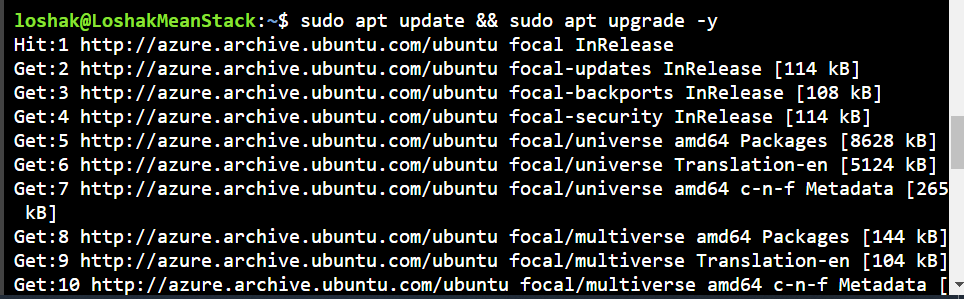 loshak@LoshakMeanStack:~$ sudo apt update && sudo apt upgrade -y
Hit:1 http://azure.archive.ubuntu.com/ubuntu focal InRelease
Get:2 http://azure.archive.ubuntu.com/ubuntu focal-updates InRelease [114 kB]
Get:3 http://azure.archive.ubuntu.com/ubuntu focal-backports InRelease [108 kB]
Get:4 http://azure.archive.ubuntu.com/ubuntu focal-security InRelease [114 kB]
Get:5 http://azure.archive.ubuntu.com/ubuntu focal/universe amd64 Packages [8628 kB]
Get:6 http://azure.archive.ubuntu.com/ubuntu focal/universe Translation-en [5124 kB]
Get:7 http://azure.archive.ubuntu.com/ubuntu focal/universe amd64 c-n-f Metadata [265
 kB]
Get:8 http://azure.archive.ubuntu.com/ubuntu focal/multiverse amd64 Packages [144 kB]
Get:9 http://azure.archive.ubuntu.com/ubuntu focal/multiverse Translation-en [104 kB]
Get:10 http://azure.archive.ubuntu.com/ubuntu focal/multiverse amd64 c-n-f Metadata [